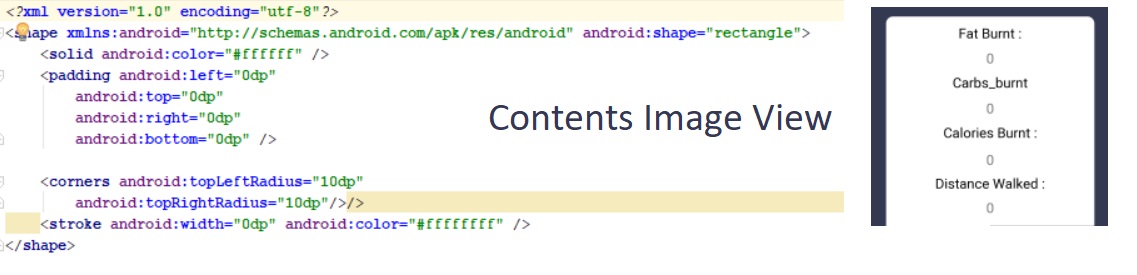 <?xml version="1.0" encoding="utf-8"?>
<shape xmlns:android="http://schemas.android.com/apk/res/android" android:shape="rectangle">
<solid android:color="#ffffff" />
<padding android:left="0dp"
android:top="0dp"
android:right="0dp"
android:bottom="0dp" />
<corners android:topLeftRadius="10dp"
android:topRightRadius="10dp"/>/>
<stroke android:width="0dp" android:color="#ffffffff" />
</shape>
Contents Image View
Fat Burnt :
0
Carbs_burnt
0
Calories Burnt :
0
Distance Walked :
0